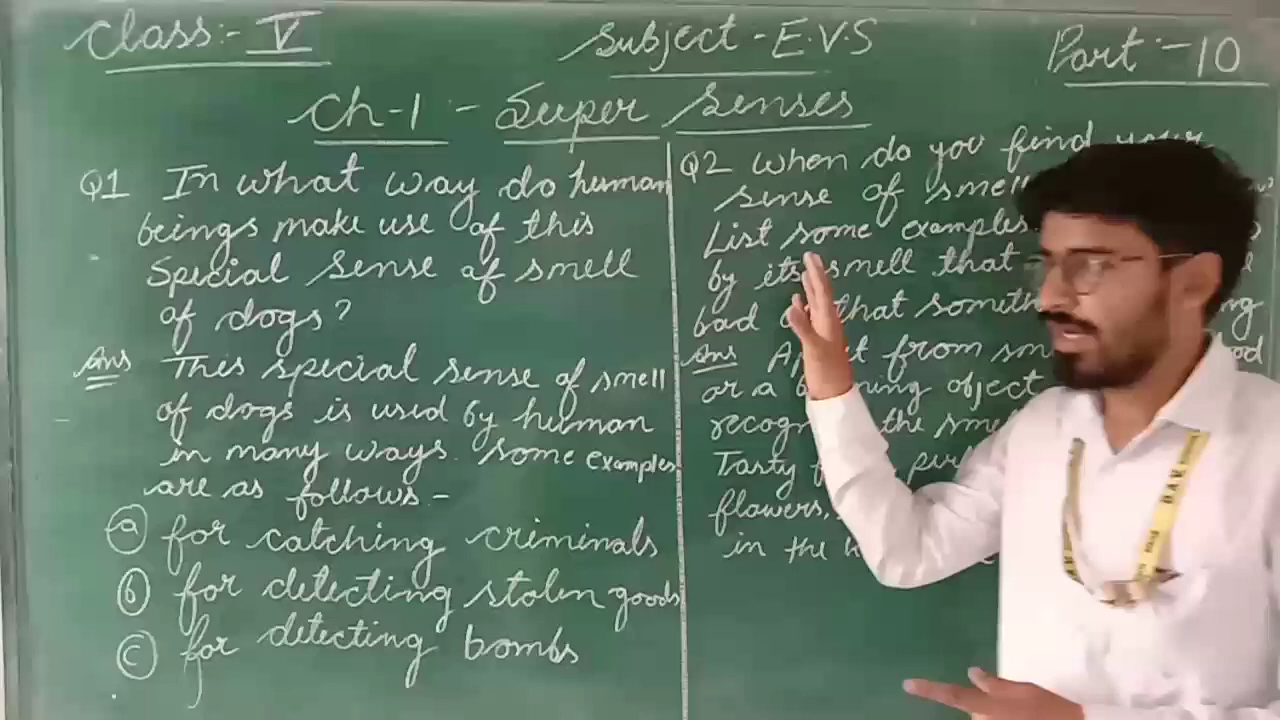 Class:- V
Subject - E.V.S
Part:- 10
Ch-1 :- Super Senses
Q1 In what way do human
beings make use of this
Special sense of smell
of dogs?
Ans This special sense of smell
of dogs is used by human
in many ways. Some examples
are as follows -
(a) for catching criminals
(b) for detecting stolen goods
(c) for detecting bombs
Q2 When do you find your
sense of smell
List some examples
by its smell that
bad that
Ans from
or a object
the
Tasty
flowers,
in the
D.A.V.